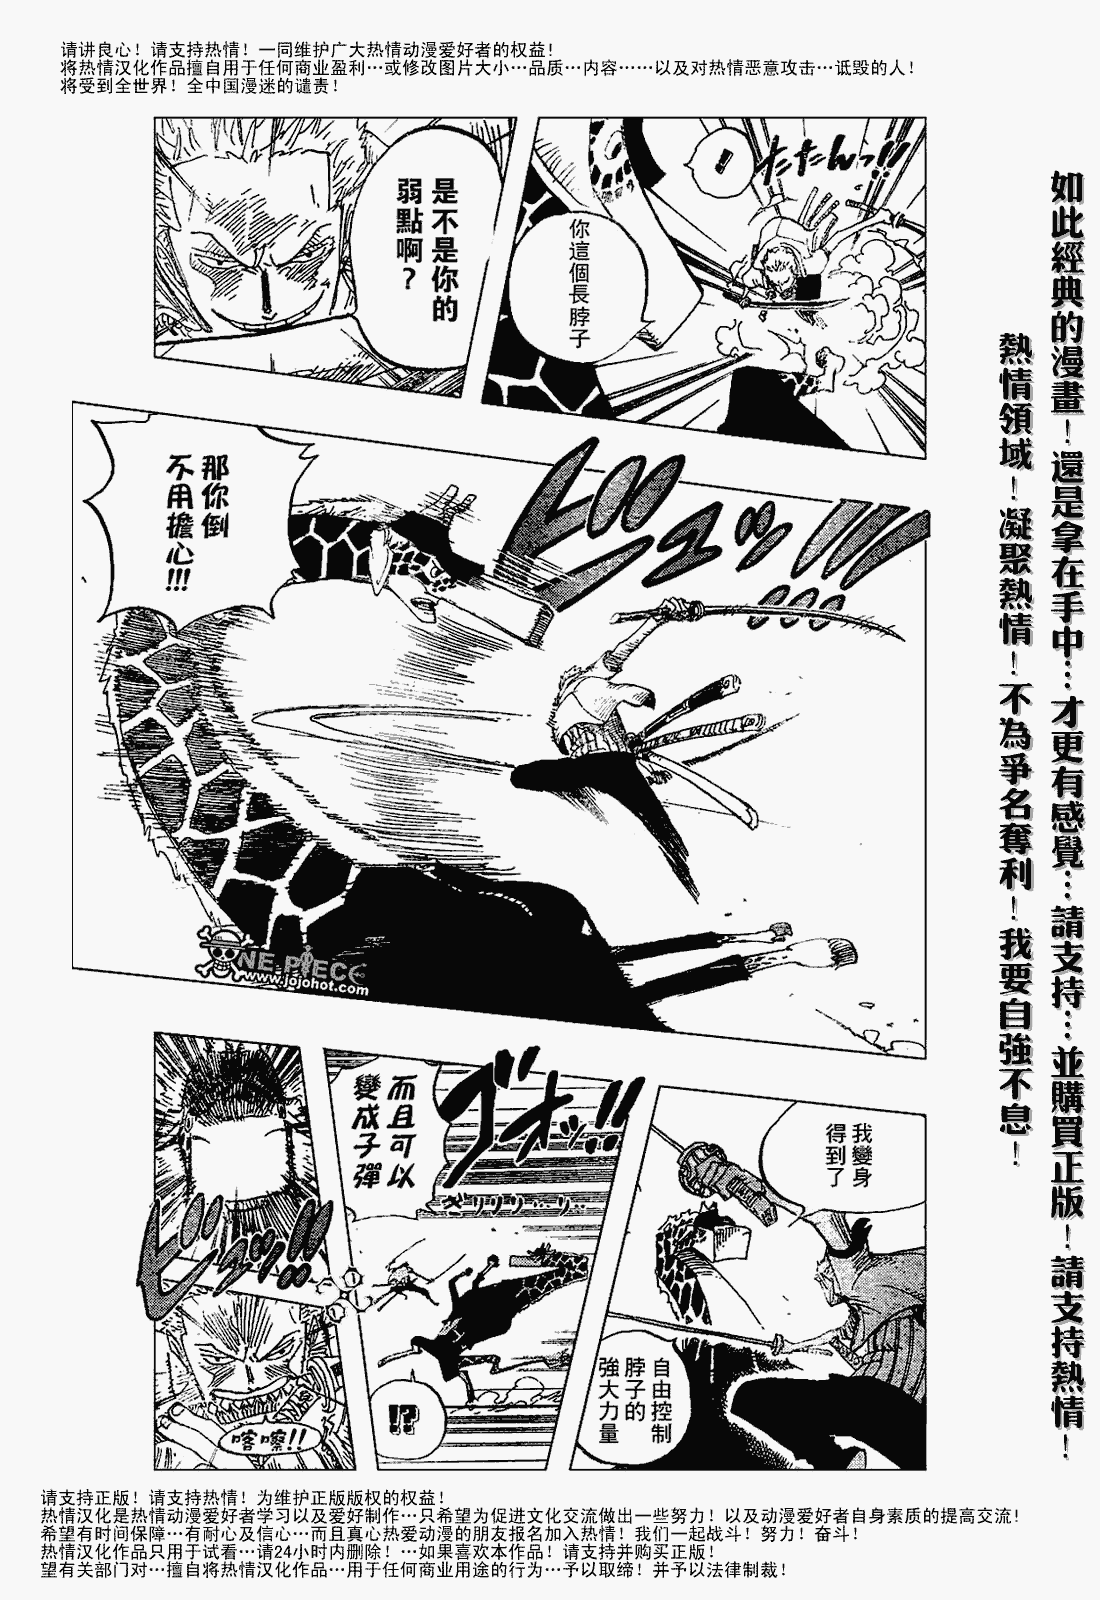 请讲良心！请支持热情！一同维护广大热情动漫爱好者的权益！
将热情汉化作品擅自用于任何商业盈利…或修改图片大小…品质…内容……以及对热情恶意攻击…诋毁的人！
将受到全世界！全中国漫迷的谴责！
如此經典的漫畫！還是拿在手中…才更有感覺…請支持…並購買正版！請支持熱情！
熱情領域！凝聚熱情！不為爭名奪利！我要自強不息！
たたたんっ!!
!
你這個長脖子
是不是你的
弱點啊？
ドビュッ!!!
那你倒
不用擔心!!!
ONE PIECE
www.jojohot.com
我變身
得到了
自由控制
脖子的
強大力量
ゴオッ!!
而且可以
變成子彈
!?
ビュッ!!
喀嚓!!
请支持正版！请支持热情！为维护正版版权的权益！
热情汉化是热情动漫爱好者学习以及爱好制作…只希望为促进文化交流做出一些努力！以及动漫爱好者自身素质的提高交流！
希望有时间保障…有耐心及信心…而且真心热爱动漫的朋友报名加入热情！我们一起战斗！努力！奋斗！
热情汉化作品只用于试看…请24小时内删除！…如果喜欢本作品！请支持并购买正版！
望有关部门对…擅自将热情汉化作品…用于任何商业用途的行为…予以取缔！并予以法律制裁！